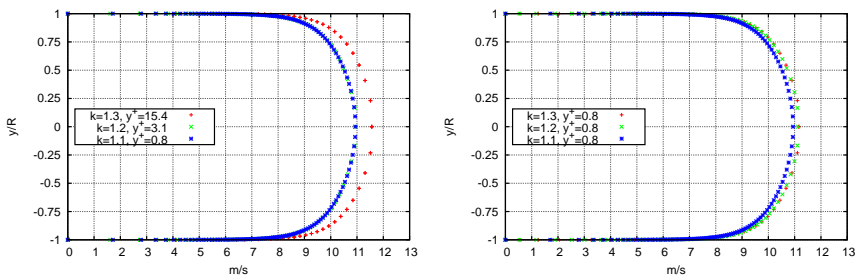 1
0.75
0.5
0.25
0
-0.25
-0.5
-0.75
-1
y/R
k=1.3, y+=15.4
k=1.2, y+=3.1
k=1.1, y+=0.8
0 1 2 3 4 5 6 7 8 9 10 11 12 13
m/s
1
0.75
0.5
0.25
0
-0.25
-0.5
-0.75
-1
y/R
k=1.3, y+=0.8
k=1.2, y+=0.8
k=1.1, y+=0.8
0 1 2 3 4 5 6 7 8 9 10 11 12 13
m/s